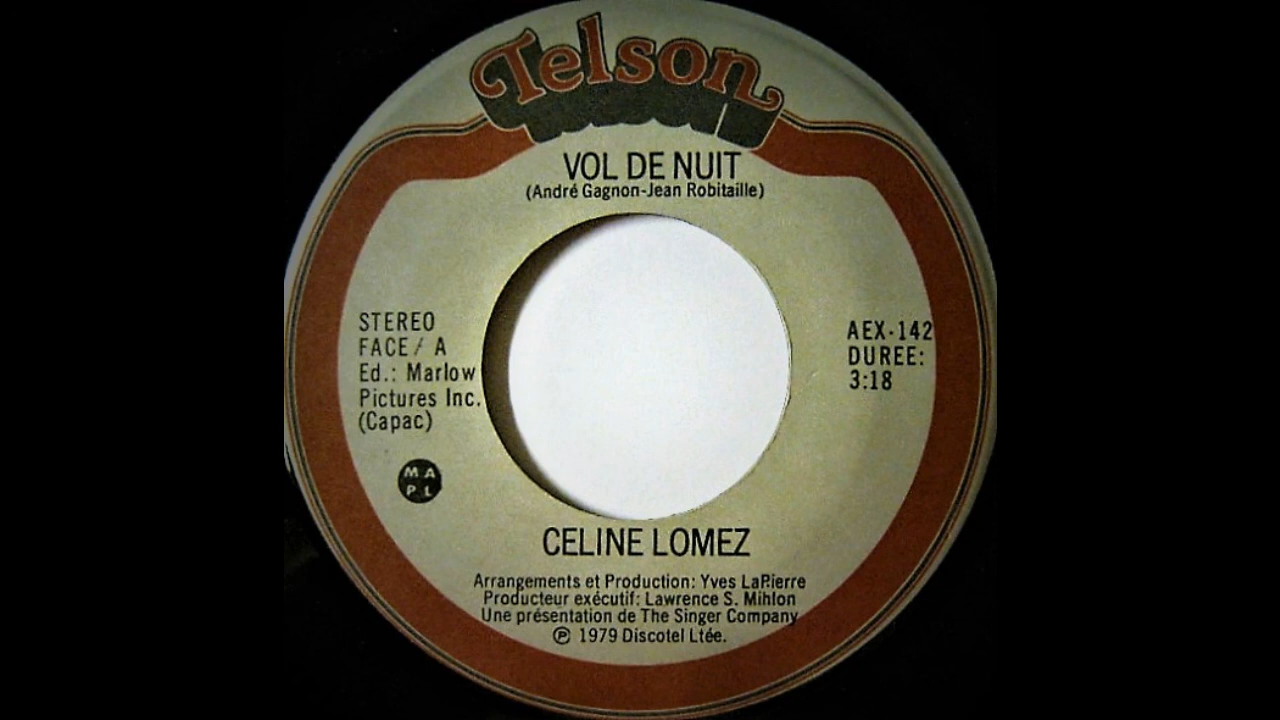 Telson
VOL DE NUIT
(André Gagnon-Jean Robitaille)
STEREO
FACE/ A
Ed.: Marlow
Pictures Inc.
(Capac)
M A
P L
AEX-142
DUREE:
3:18
CELINE LOMEZ
Arrangements et Production: Yves LaPierre
Producteur exécutif: Lawrence S. Mihlon
Une présentation de The Singer Company
Ⓟ 1979 Discotel Ltée.